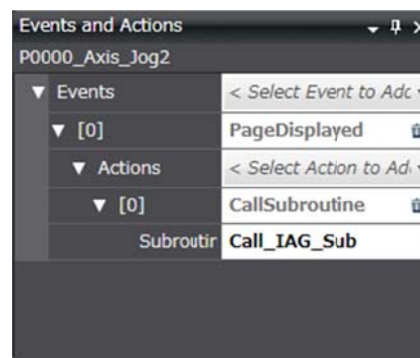 Events and Actions
P0000_Axis_Jog2
Events < Select Event to Adc
[0] PageDisplayed
Actions < Select Action to Ad
[0] CallSubroutine
Subroutir Call_IAG_Sub